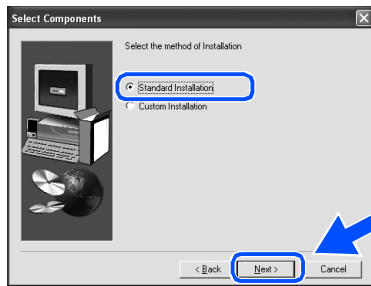 Select Components
Select the method of Installation
Standard Installation
Custom Installation
< Back Next > Cancel